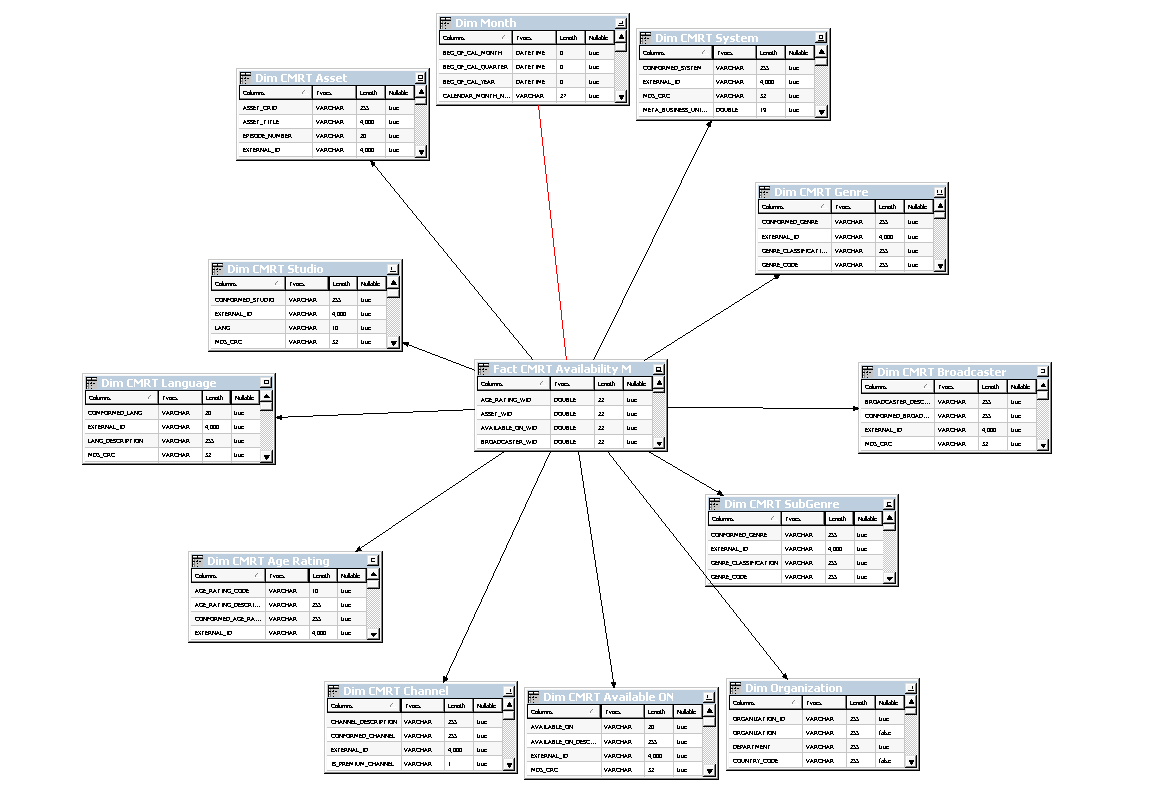 Dim Month
Columns Types Length Nullable
BEG_OF_CAL_MONTH DATETIME 0 true
BEG_OF_CAL_QUARTER DATETIME 0 true
BEG_OF_CAL_YEAR DATETIME 0 true
CALENDAR_MONTH_N... VARCHAR 27 true
Dim CMRT System
Columns Types Length Nullable
CONFORMED_SYSTEM VARCHAR 255 true
EXTERNAL_ID VARCHAR 4,000 true
MD5_CRC VARCHAR 32 true
META_BUSINESS_UNI... DOUBLE 19 true
Dim CMRT Asset
Columns Types Length Nullable
ASSET_CRID VARCHAR 255 true
ASSET_TITLE VARCHAR 4,000 true
EPISODE_NUMBER VARCHAR 20 true
EXTERNAL_ID VARCHAR 4,000 true
Dim CMRT Genre
Columns Types Length Nullable
CONFORMED_GENRE VARCHAR 255 true
EXTERNAL_ID VARCHAR 4,000 true
GENRE_CLASSIFICATI... VARCHAR 255 true
GENRE_CODE VARCHAR 255 true
Dim CMRT Studio
Columns Types Length Nullable
CONFORMED_STUDIO VARCHAR 255 true
EXTERNAL_ID VARCHAR 4,000 true
LANG VARCHAR 10 true
MD5_CRC VARCHAR 32 true
Fact CMRT Availability M
Columns Types Length Nullable
AGE_RATING_WID DOUBLE 22 true
ASSET_WID DOUBLE 22 true
AVAILABLE_ON_WID DOUBLE 22 true
BROADCASTER_WID DOUBLE 22 true
Dim CMRT Broadcaster
Columns Types Length Nullable
BROADCASTER_DESC... VARCHAR 255 true
CONFORMED_BROAD... VARCHAR 255 true
EXTERNAL_ID VARCHAR 4,000 true
MD5_CRC VARCHAR 32 true
Dim CMRT Language
Columns Types Length Nullable
CONFORMED_LANG VARCHAR 20 true
EXTERNAL_ID VARCHAR 4,000 true
LANG_DESCRIPTION VARCHAR 255 true
MD5_CRC VARCHAR 32 true
Dim CMRT SubGenre
Columns Types Length Nullable
CONFORMED_GENRE VARCHAR 255 true
EXTERNAL_ID VARCHAR 4,000 true
GENRE_CLASSIFICATION VARCHAR 255 true
GENRE_CODE VARCHAR 255 true
Dim CMRT Age Rating
Columns Types Length Nullable
AGE_RATING_CODE VARCHAR 10 true
AGE_RATING_DESCRI... VARCHAR 255 true
CONFORMED_AGE_RA... VARCHAR 255 true
EXTERNAL_ID VARCHAR 4,000 true
Dim CMRT Channel
Columns Types Length Nullable
CHANNEL_DESCRIPTION VARCHAR 255 true
CONFORMED_CHANNEL VARCHAR 255 true
EXTERNAL_ID VARCHAR 4,000 true
IS_PREMIUM_CHANNEL VARCHAR 1 true
Dim CMRT Available ON
Columns Types Length Nullable
AVAILABLE_ON VARCHAR 20 true
AVAILABLE_ON_DESC... VARCHAR 255 true
EXTERNAL_ID VARCHAR 4,000 true
MD5_CRC VARCHAR 32 true
Dim Organization
Columns Types Length Nullable
ORGANIZATION_ID VARCHAR 255 true
ORGANIZATION VARCHAR 255 false
DEPARTMENT VARCHAR 255 true
COUNTRY_CODE VARCHAR 255 false